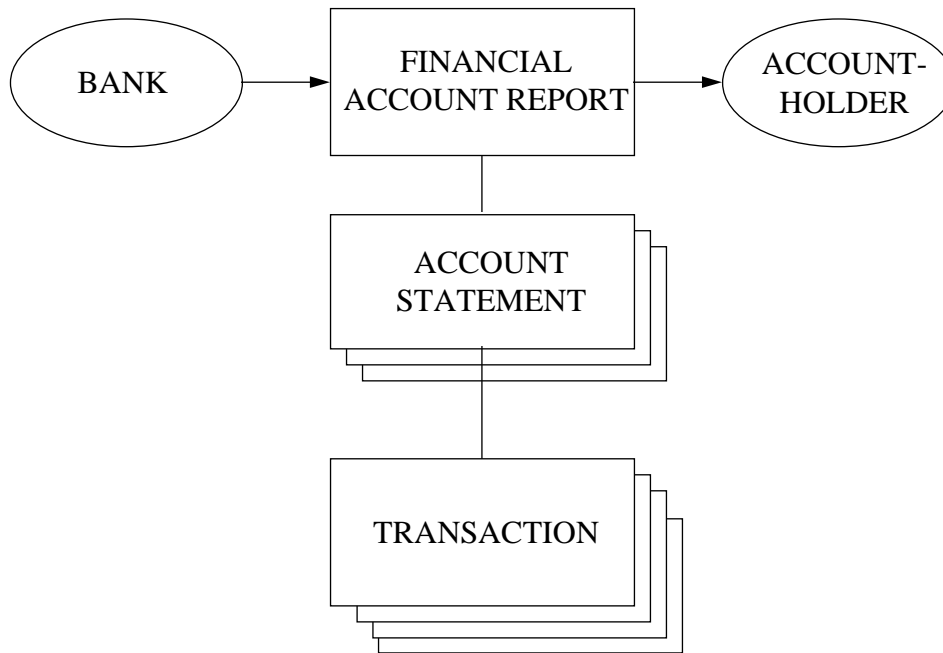 BANK
FINANCIAL
ACCOUNT REPORT
ACCOUNT-
HOLDER
ACCOUNT
STATEMENT
TRANSACTION